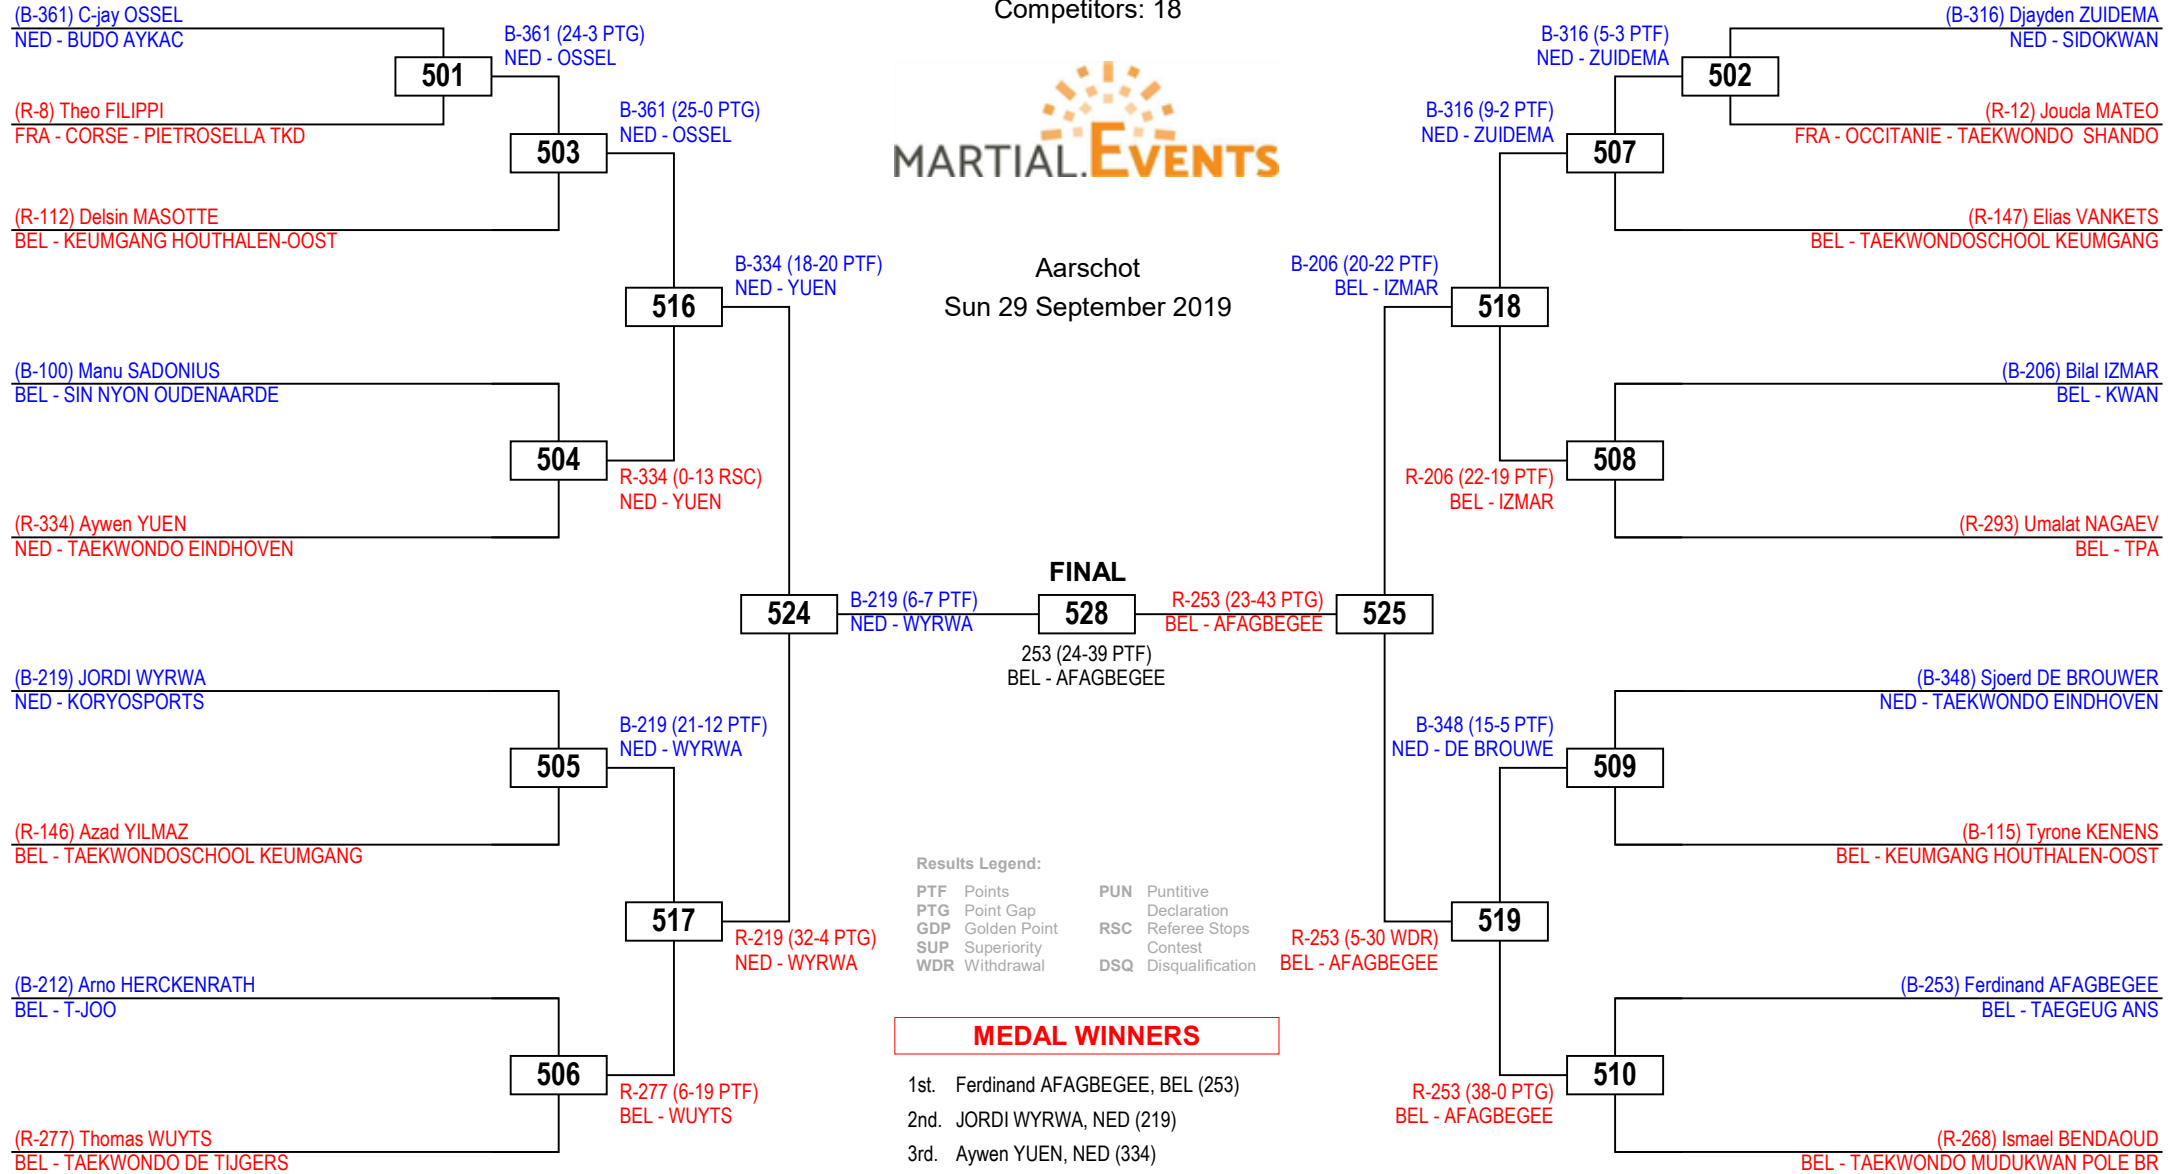 Competitors: 18
MARTIAL.EVENTS
Aarschot
Sun 29 September 2019
(B-361) C-jay OSSEL
NED - BUDO AYKAC
501
(R-8) Theo FILIPPI
FRA - CORSE - PIETROSELLA TKD
B-361 (24-3 PTG)
NED - OSSEL
503
(R-112) Delsin MASOTTE
BEL - KEUMGANG HOUTHALEN-OOST
B-361 (25-0 PTG)
NED - OSSEL
516
B-334 (18-20 PTF)
NED - YUEN
(B-100) Manu SADONIUS
BEL - SIN NYON OUDENAARDE
504
R-334 (0-13 RSC)
NED - YUEN
(R-334) Aywen YUEN
NED - TAEKWONDO EINDHOVEN
524
B-219 (6-7 PTF)
NED - WYRWA
(B-219) JORDI WYRWA
NED - KORYOSPORTS
505
B-219 (21-12 PTF)
NED - WYRWA
(R-146) Azad YILMAZ
BEL - TAEKWONDOSCHOOL KEUMGANG
517
R-219 (32-4 PTG)
NED - WYRWA
(B-212) Arno HERCKENRATH
BEL - T-JOO
506
R-277 (6-19 PTF)
BEL - WUYTS
(R-277) Thomas WUYTS
BEL - TAEKWONDO DE TIJGERS
FINAL
528
253 (24-39 PTF)
BEL - AFAGBEGEE
(B-316) Djayden ZUIDEMA
NED - SIDOKWAN
B-316 (5-3 PTF)
NED - ZUIDEMA
502
(R-12) Joucla MATEO
FRA - OCCITANIE - TAEKWONDO  SHANDO
B-316 (9-2 PTF)
NED - ZUIDEMA
507
(R-147) Elias VANKETS
BEL - TAEKWONDOSCHOOL KEUMGANG
B-206 (20-22 PTF)
BEL - IZMAR
518
(B-206) Bilal IZMAR
BEL - KWAN
508
R-206 (22-19 PTF)
BEL - IZMAR
(R-293) Umalat NAGAEV
BEL - TPA
R-253 (23-43 PTG)
BEL - AFAGBEGEE
525
(B-348) Sjoerd DE BROUWER
NED - TAEKWONDO EINDHOVEN
B-348 (15-5 PTF)
NED - DE BROUWE
509
(B-115) Tyrone KENENS
BEL - KEUMGANG HOUTHALEN-OOST
519
R-253 (5-30 WDR)
BEL - AFAGBEGEE
(B-253) Ferdinand AFAGBEGEE
BEL - TAEGEUG ANS
510
R-253 (38-0 PTG)
BEL - AFAGBEGEE
(R-268) Ismael BENDAOUD
BEL - TAEKWONDO MUDUKWAN POLE BR
Results Legend:
PTF Points
PTG Point Gap
GDP Golden Point
SUP Superiority
WDR Withdrawal
PUN Puntitive
Declaration
RSC Referee Stops
Contest
DSQ Disqualification
MEDAL WINNERS
1st. Ferdinand AFAGBEGEE, BEL (253)
2nd. JORDI WYRWA, NED (219)
3rd. Aywen YUEN, NED (334)